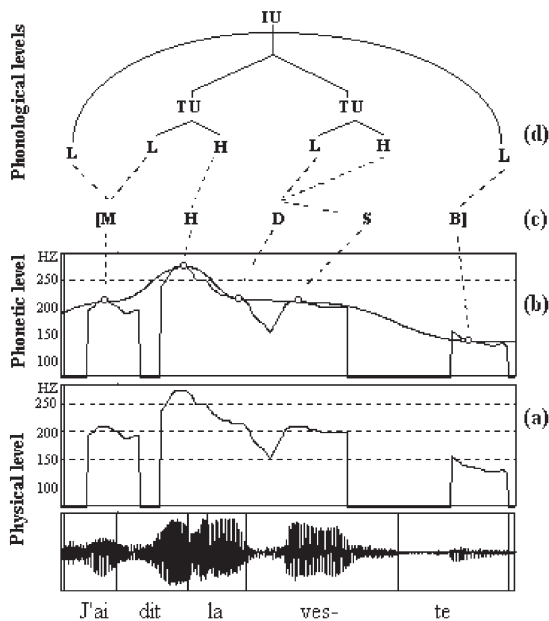 IU
TU TU
L L H L H L
(d)
[M H D S B]
(c)
Phonological levels
HZ
250
200
150
100
(b)
Phonetic level
HZ
250
200
150
100
(a)
Physical level
J'ai dit la ves- te